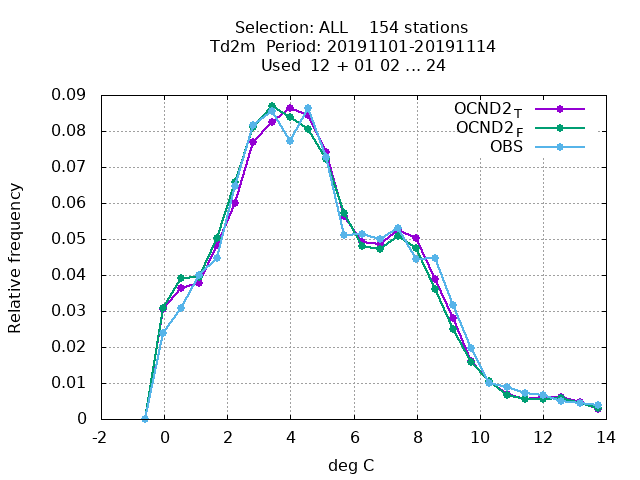 Selection: ALL    154 stations
Td2m  Period: 20191101-20191114
Used  12 + 01 02 ... 24
OCND2_T
OCND2_F
OBS
Relative frequency
0.09
0.08
0.07
0.06
0.05
0.04
0.03
0.02
0.01
0
-2 0 2 4 6 8 10 12 14
deg C